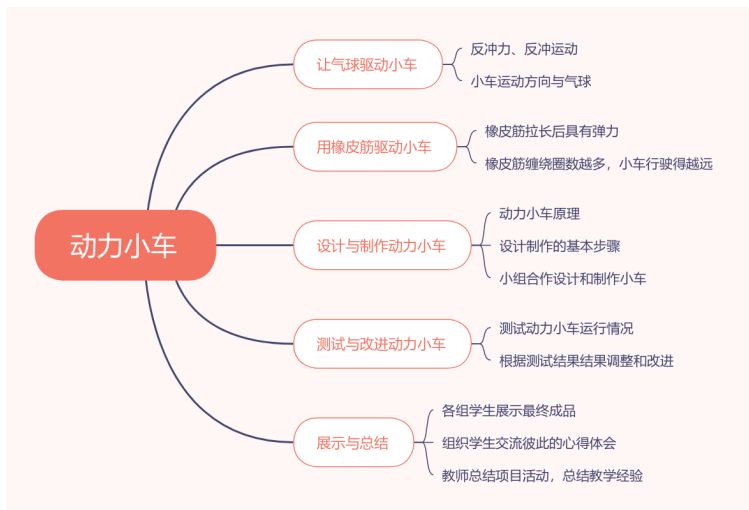 动力小车
让气球驱动小车
反冲力、反冲运动
小车运动方向与气球
用橡皮筋驱动小车
橡皮筋拉长后具有弹力
橡皮筋缠绕圈数越多，小车行驶得越远
设计与制作动力小车
动力小车原理
设计制作的基本步骤
小组合作设计和制作小车
测试与改进动力小车
测试动力小车运行情况
根据测试结果结果调整和改进
展示与总结
各组学生展示最终成品
组织学生交流彼此的心得体会
教师总结项目活动，总结教学经验